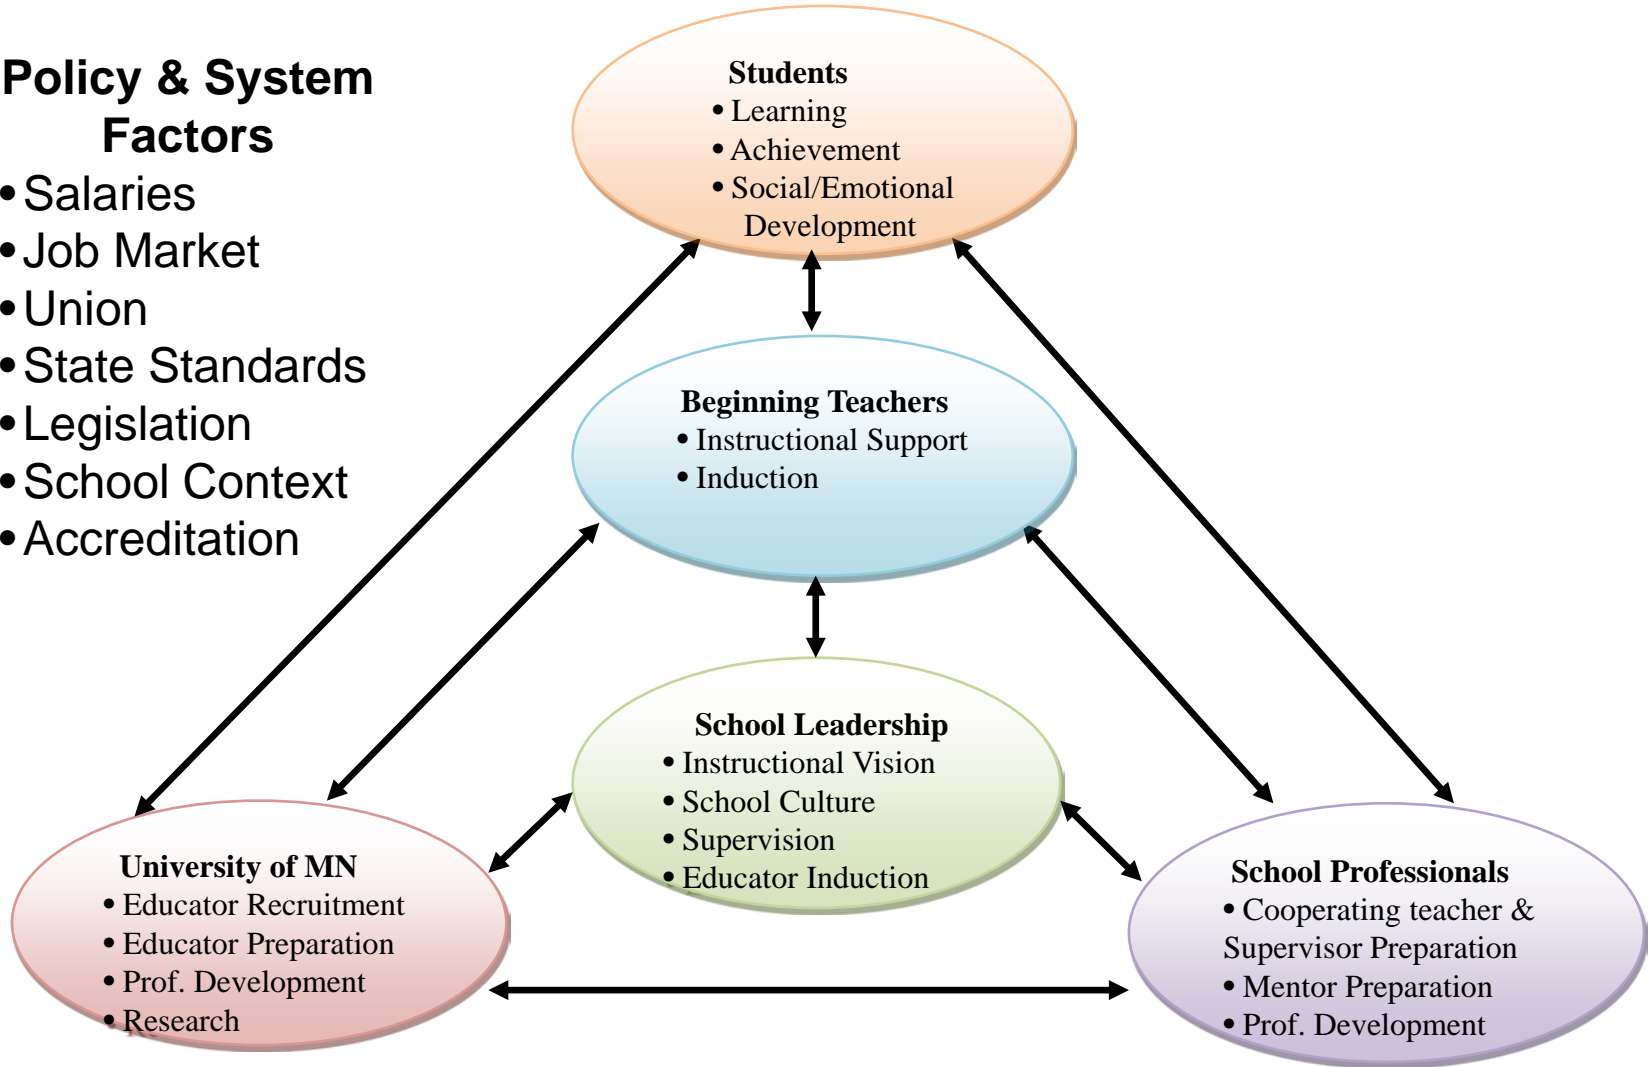 Policy & System
Factors
•Salaries
•Job Market
•Union
•State Standards
•Legislation
•School Context
•Accreditation
Students
• Learning
• Achievement
• Social/Emotional
Development
Beginning Teachers
• Instructional Support
• Induction
School Leadership
• Instructional Vision
• School Culture
• Supervision
• Educator Induction
University of MN
• Educator Recruitment
• Educator Preparation
• Prof. Development
• Research
School Professionals
• Cooperating teacher &
Supervisor Preparation
• Mentor Preparation
• Prof. Development